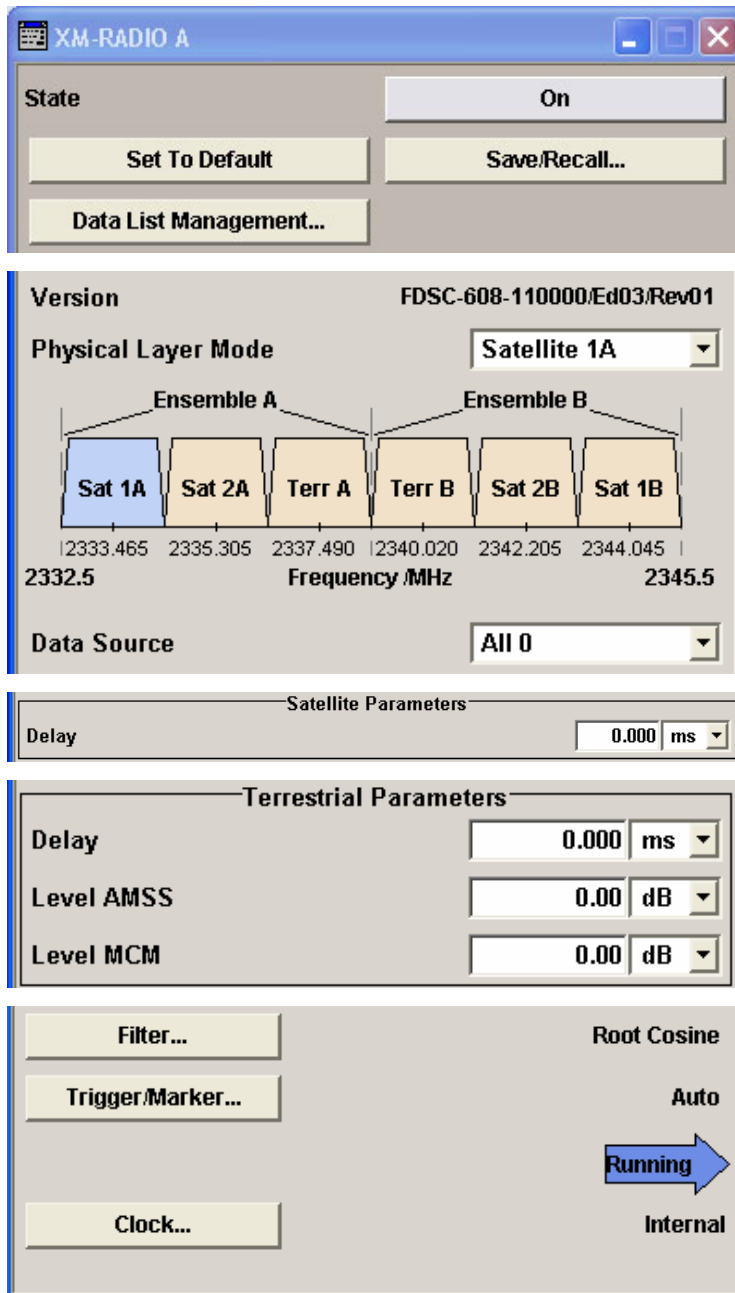 XM-RADIO A
State On
Set To Default Save/Recall...
Data List Management...
Version FDSC-608-110000/Ed03/Rev01
Physical Layer Mode Satellite 1A
Ensemble A Ensemble B
Sat 1A Sat 2A Terr A Terr B Sat 2B Sat 1B
2333.465 2335.305 2337.490 2340.020 2342.205 2344.045
2332.5 Frequency /MHz 2345.5
Data Source All 0
Satellite Parameters
Delay 0.000 ms
Terrestrial Parameters
Delay 0.000 ms
Level AMSS 0.00 dB
Level MCM 0.00 dB
Filter... Root Cosine
Trigger/Marker... Auto
Running
Clock... Internal